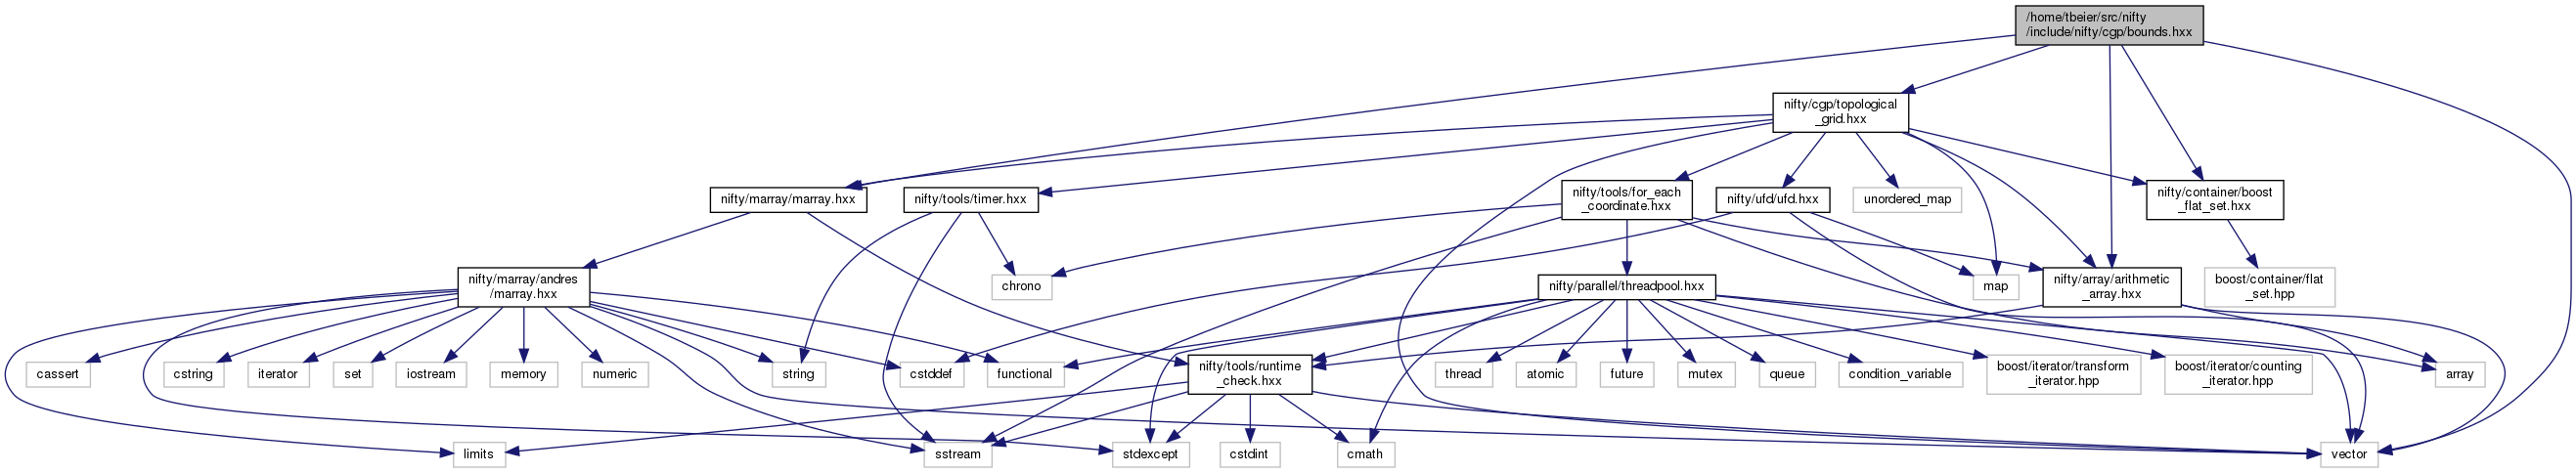 /home/tbeier/src/nifty
/include/nifty/cgp/bounds.hxx
nifty/cgp/topological
_grid.hxx
nifty/marray/marray.hxx
nifty/tools/timer.hxx
nifty/tools/for_each
_coordinate.hxx
nifty/ufd/ufd.hxx
unordered_map
nifty/container/boost
_flat_set.hxx
nifty/marray/andres
/marray.hxx
chrono
nifty/parallel/threadpool.hxx
map
nifty/array/arithmetic
_array.hxx
boost/container/flat
_set.hpp
cassert
cstring
iterator
set
iostream
memory
numeric
string
cstddef
functional
nifty/tools/runtime
_check.hxx
thread
atomic
future
mutex
queue
condition_variable
boost/iterator/transform
_iterator.hpp
boost/iterator/counting
_iterator.hpp
array
limits
sstream
stdexcept
cstdint
cmath
vector